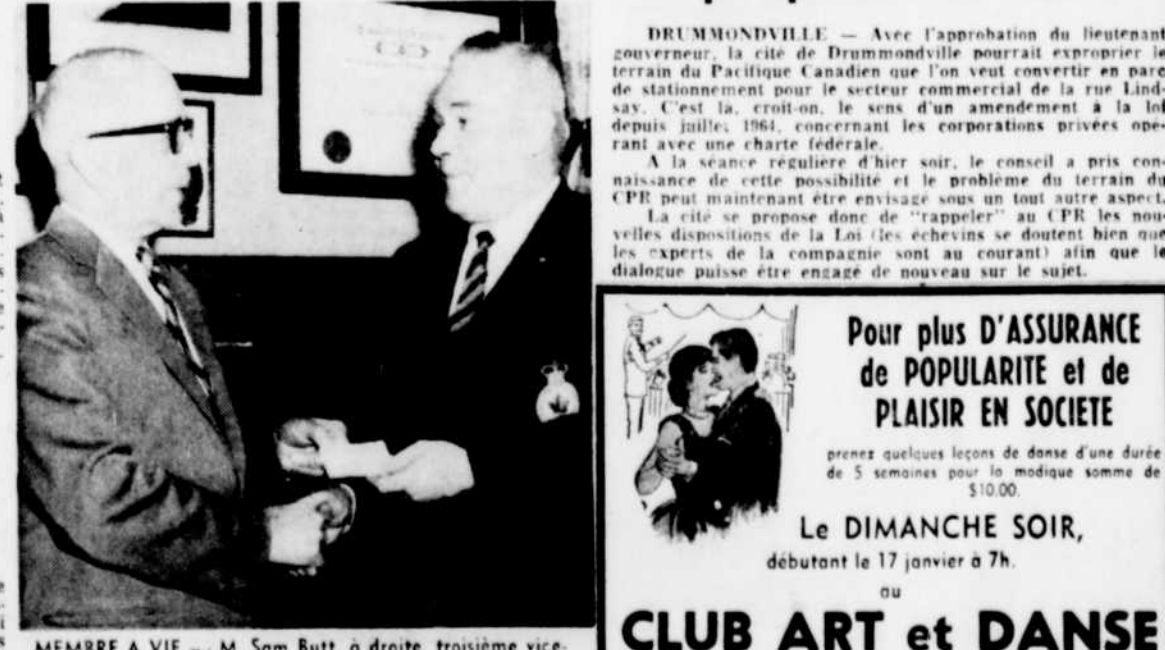 MEMBRE A VIE — M. Sam Butt, à droite, troisième vice-
DRUMMONDVILLE — Avec l'approbation du lieutenant
gouverneur, la cité de Drummondville pourrait exproprier le
terrain du Pacifique Canadien que l'on veut convertir en parc
de stationnement pour le secteur commercial de la rue Lind-
say. C'est là, croit-on, le sens d'un amendement à la loi
depuis juillet 1964, concernant les corporations privées opé-
rant avec une charte fédérale.
A la séance régulière d'hier soir, le conseil a pris con-
naissance de cette possibilité et le problème du terrain du
CPR peut maintenant être envisagé sous un tout autre aspect.
La cité se propose donc de "rappeler" au CPR les nou-
velles dispositions de la Loi (les échevins se doutent bien que
les experts de la compagnie sont au courant) afin que le
dialogue puisse être engagé de nouveau sur le sujet.
Pour plus D'ASSURANCE
de POPULARITE et de
PLAISIR EN SOCIETE
prenez quelques leçons de danse d'une durée
de 5 semaines pour la modique somme de
$10.00.
Le DIMANCHE SOIR,
débutant le 17 janvier à 7h.
au
CLUB ART et DANSE